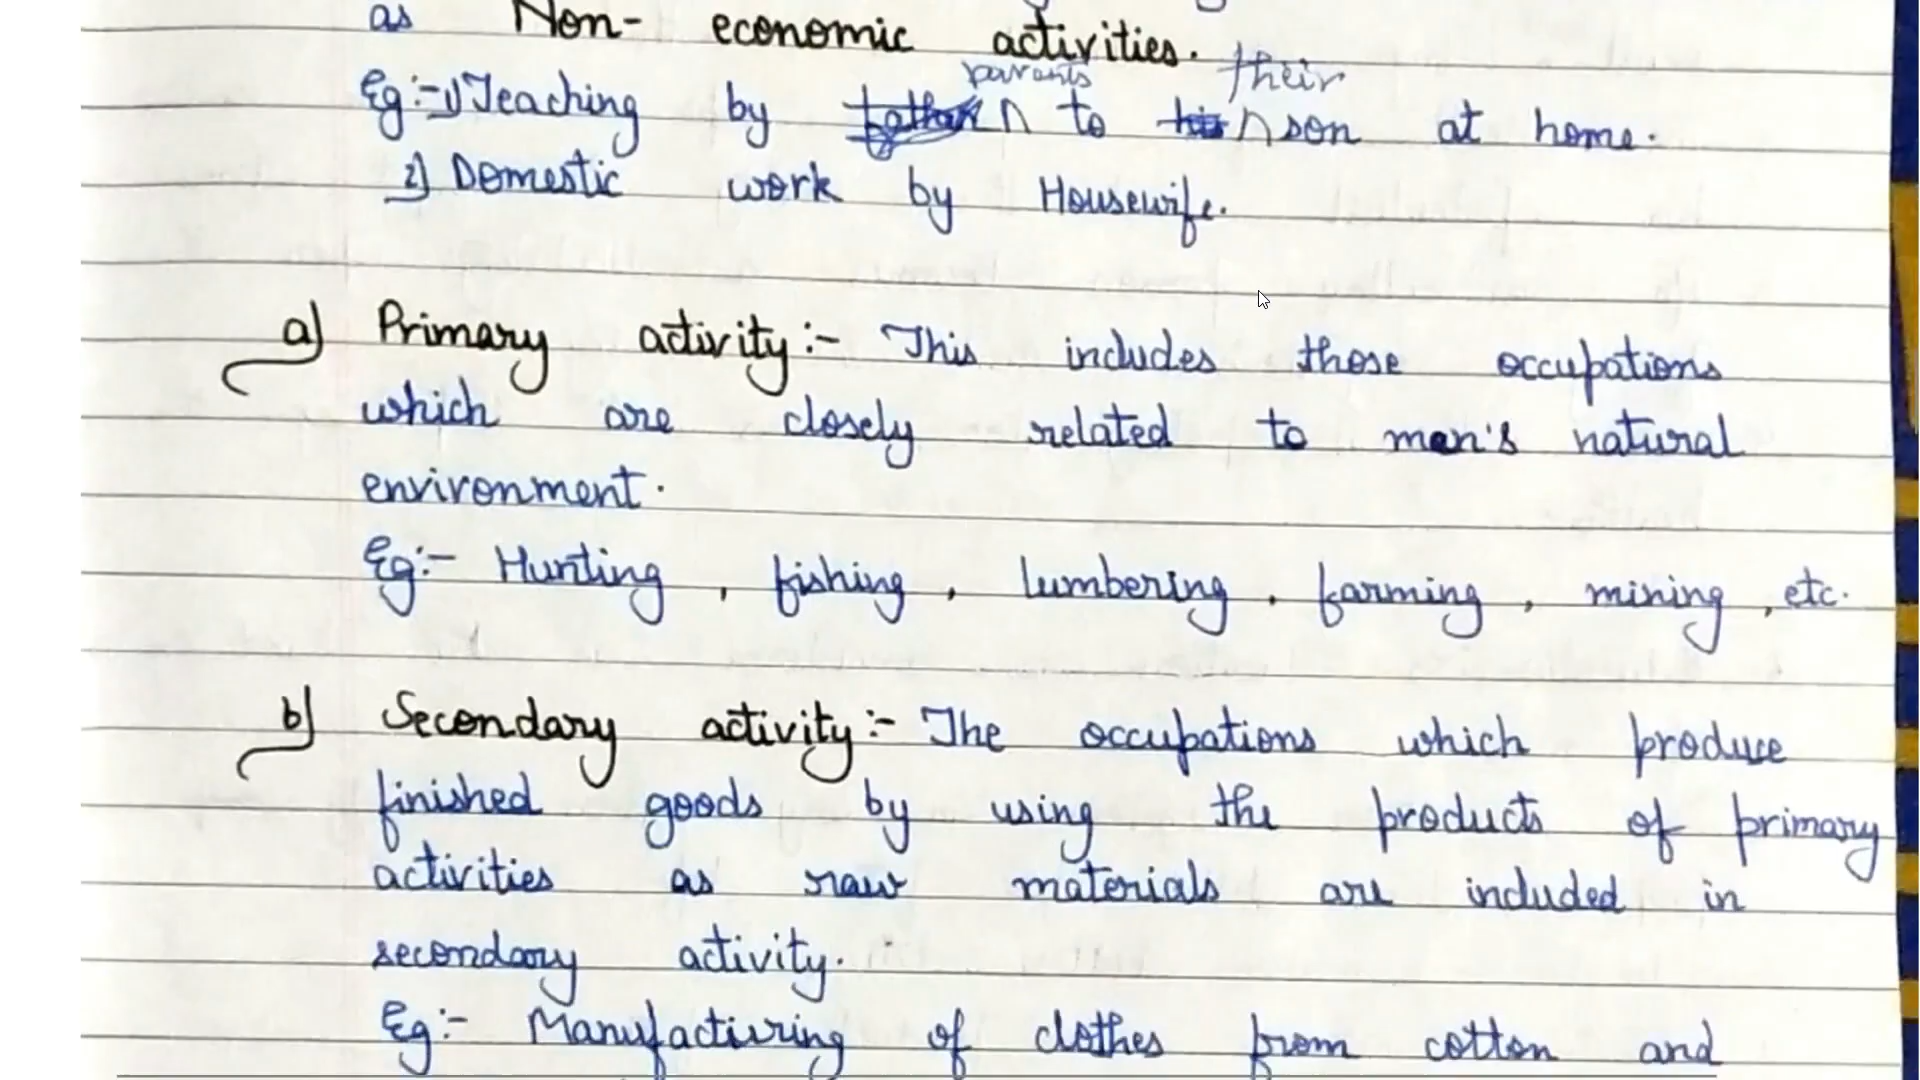 as Non- economic activities.
Eg:- 1) Teaching by parents to their son at home.
2) Domestic work by Housewife.
a) Primary activity:- This includes those occupations
which are closely related to men's natural
environment.
Eg:- Hunting, fishing, lumbering, farming, mining, etc.
b) Secondary activity:- The occupations which produce
finished goods by using the products of primary
activities as raw materials are included in
secondary activity.
Eg:- Manufacturing of clothes from cotton and